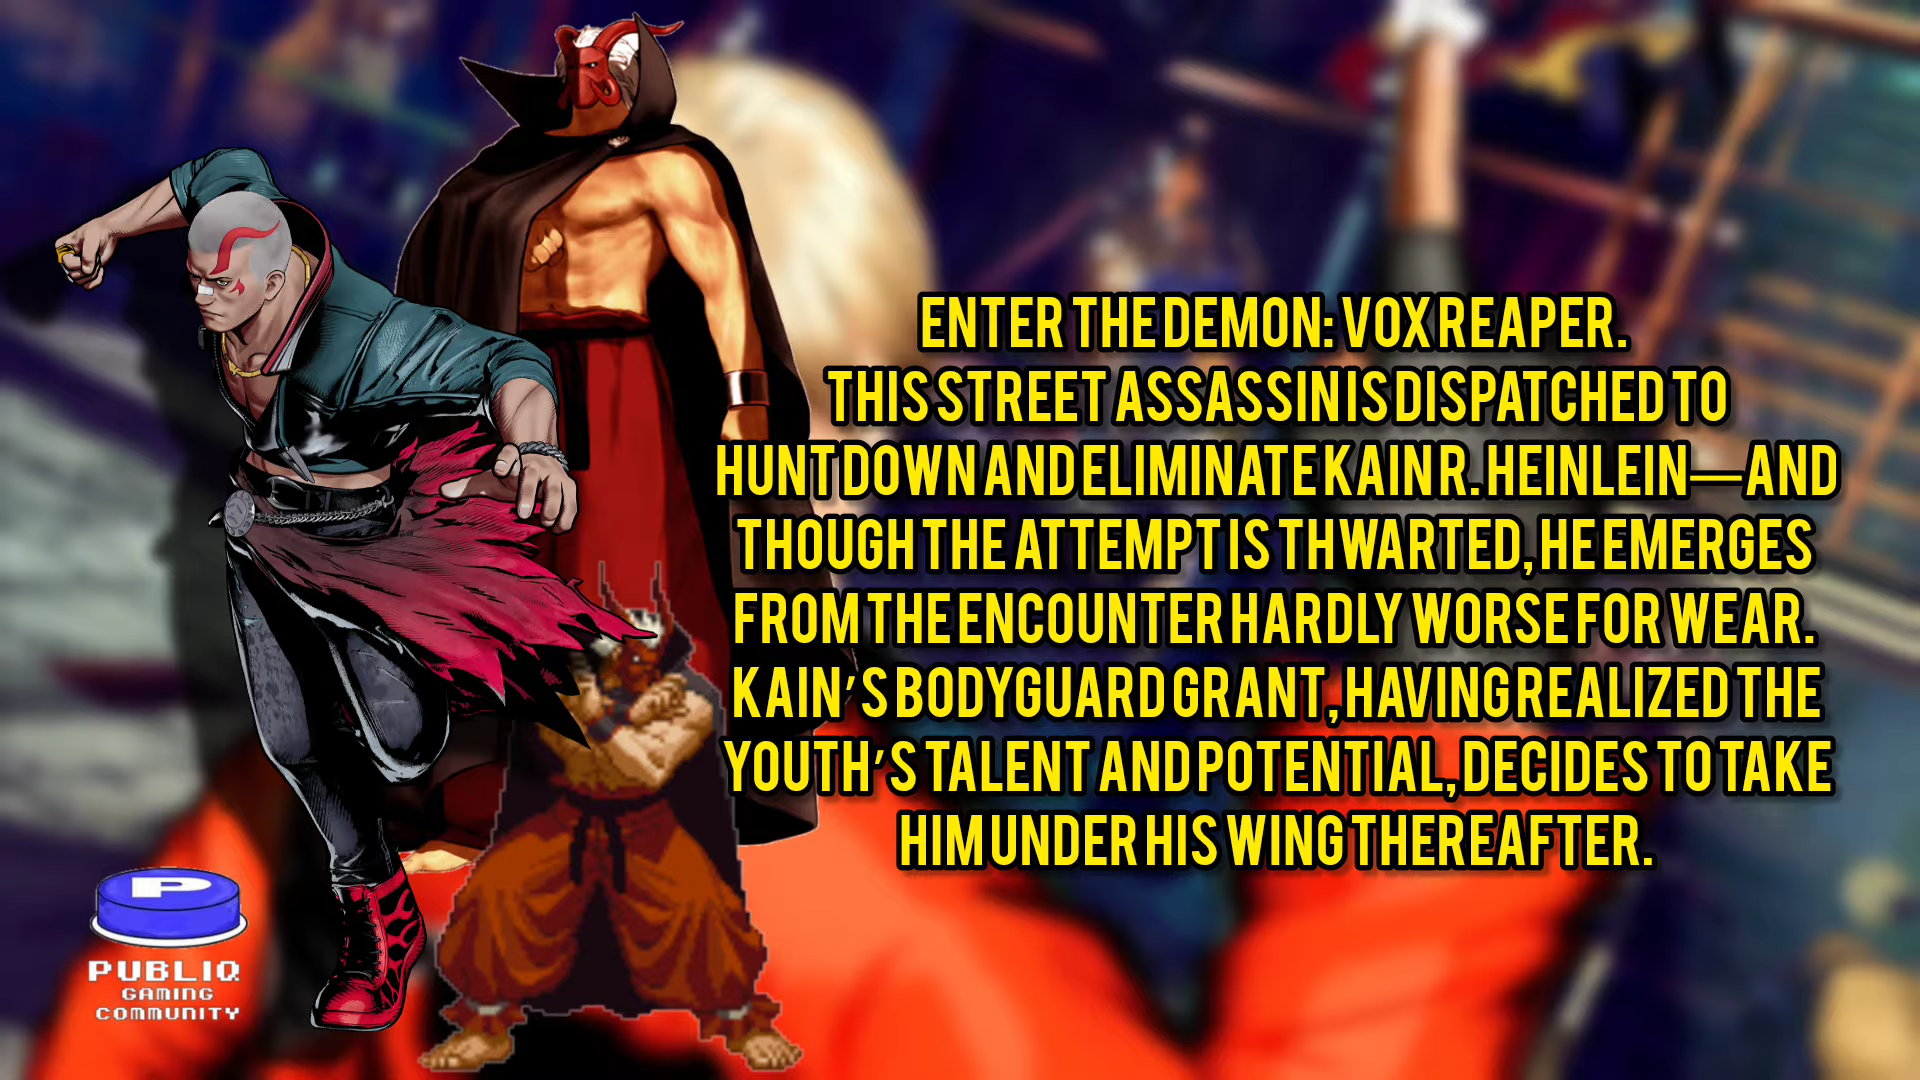 ENTER THE DEMON: VOX REAPER.
THIS STREET ASSASSIN IS DISPATCHED TO
HUNT DOWN AND ELIMINATE KAIN R. HEINLEIN—AND
THOUGH THE ATTEMPT IS THWARTED, HE EMERGES
FROM THE ENCOUNTER HARDLY WORSE FOR WEAR.
KAIN'S BODYGUARD GRANT, HAVING REALIZED THE
YOUTH'S TALENT AND POTENTIAL, DECIDES TO TAKE
HIM UNDER HIS WING THEREAFTER.
P
PUBLIQ
GAMING
COMMUNITY